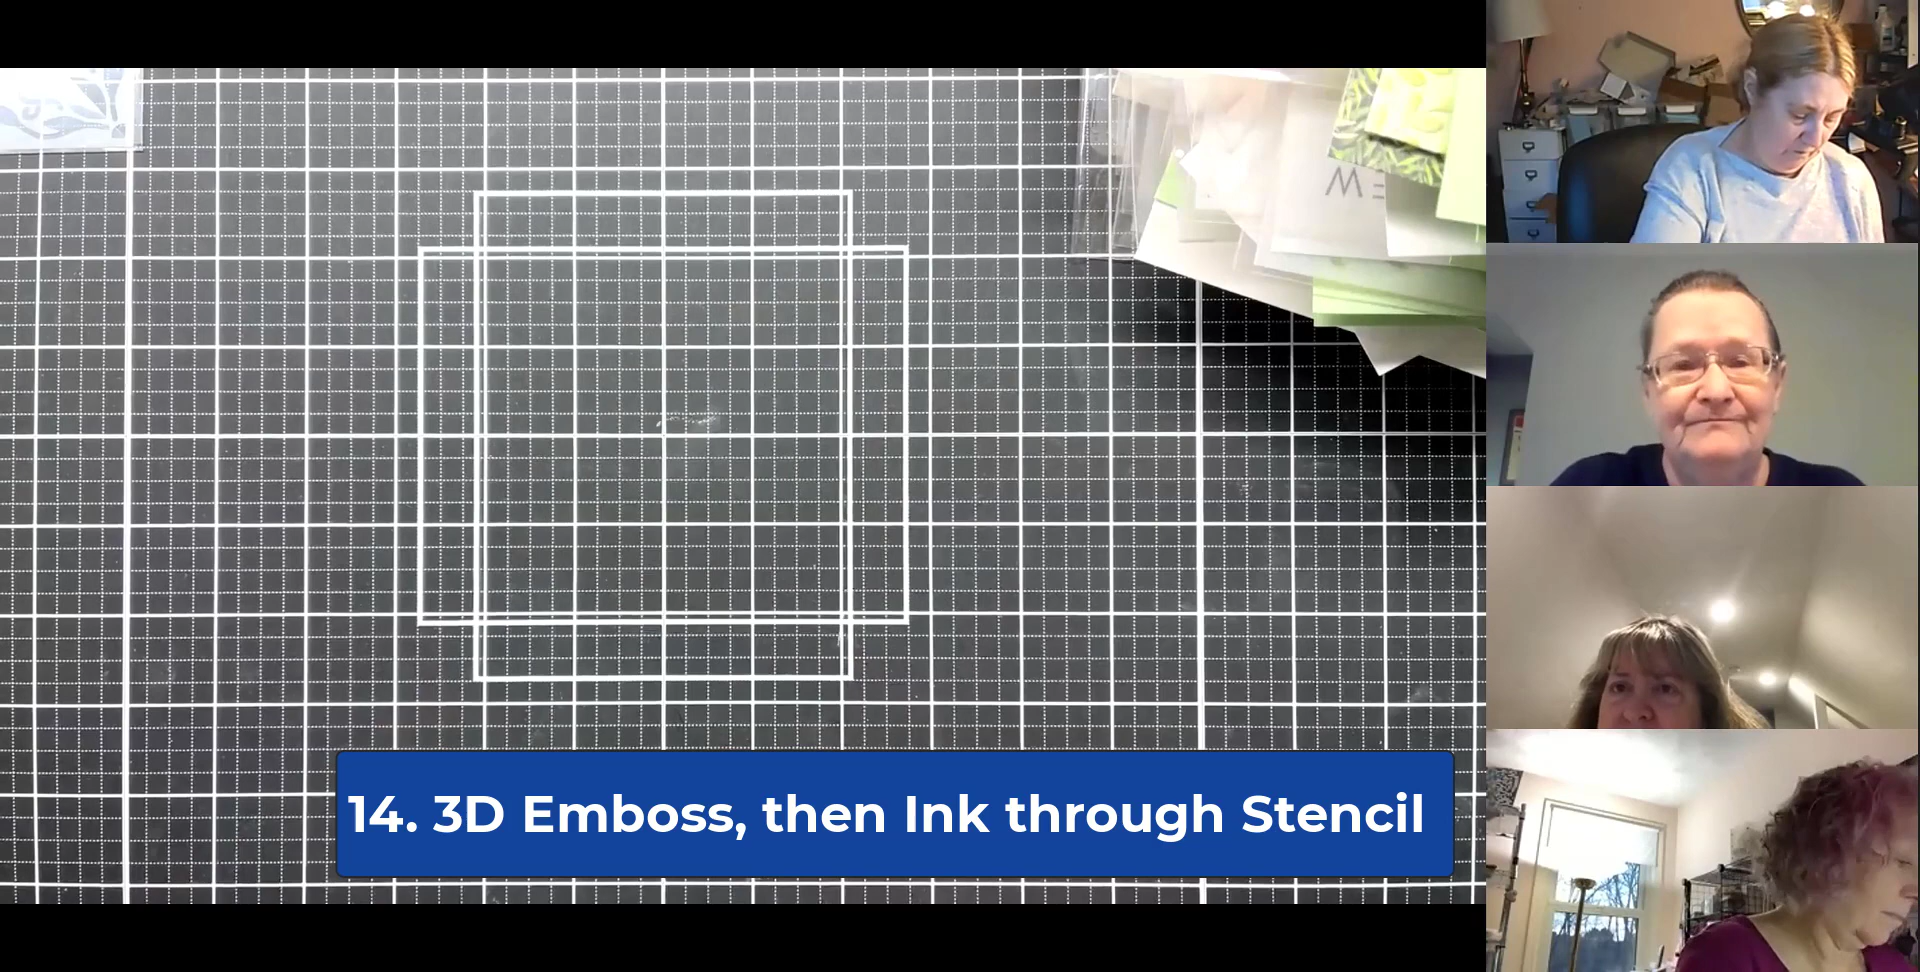 14. 3D Emboss, then Ink through Stencil